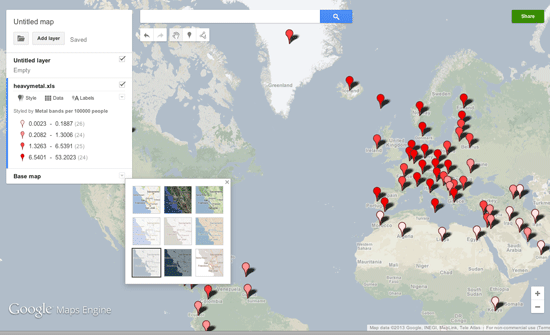 Untitled map
Add layer
Saved
Share
Untitled layer
Empty
heavymetal.xls
Style
Data
Labels
Styled by Metal bands per 100000 people
0.0023 - 0.1887 (26)
0.2082 - 1.3006 (24)
1.3263 - 6.5391 (25)
6.5401 - 53.2023 (24)
Base map
Greenland
Algeria
Libya
Google Maps Engine
Map data ©2013 Google, INEGI, MapLink, Tele Atlas | For non-commercial use